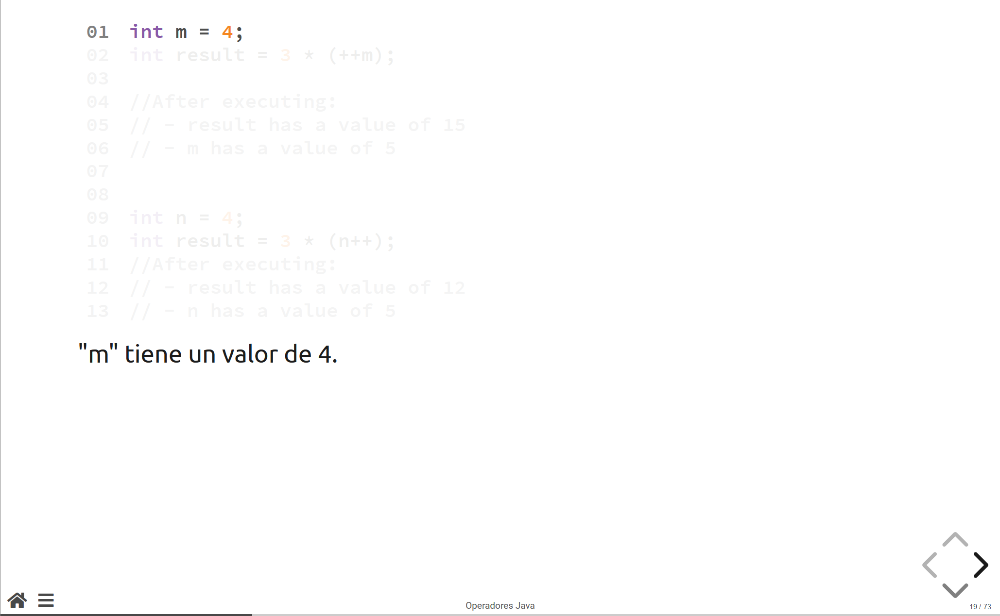 01 int m = 4;
02 int result = 3 * (++m);
03
04 //After executing:
05 // - result has a value of 15
06 // - m has a value of 5
07
08
09 int n = 4;
10 int result = 3 * (n++);
11 //After executing:
12 // - result has a value of 12
13 // - n has a value of 5
"m" tiene un valor de 4.
Operadores Java
19 / 73